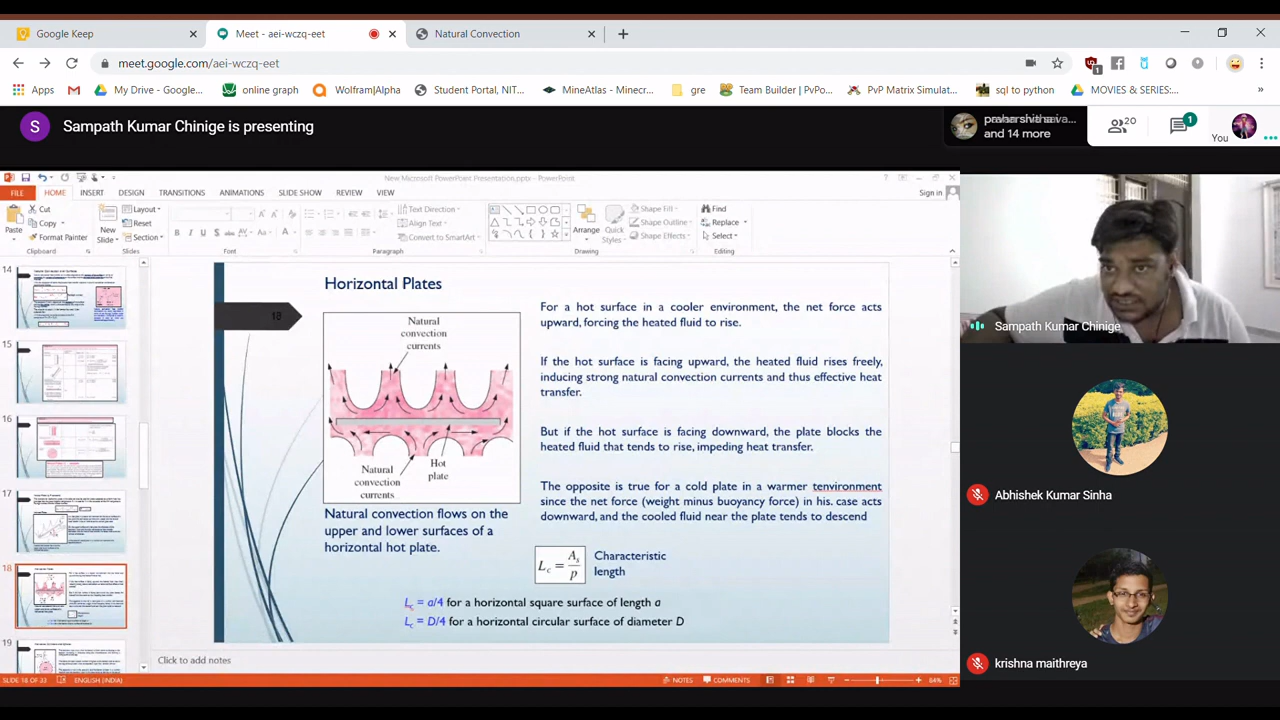 Google Keep
Meet - aei-wczq-eet
Natural Convection
meet.google.com/aei-wczq-eet
Apps
My Drive - Google...
online graph
Wolfram|Alpha
Student Portal, NIT...
MineAtlas - Minecr...
gre
Team Builder | PvPo...
PvP Matrix Simulat...
sql to python
MOVIES & SERIES:...
S
Sampath Kumar Chinige is presenting
and 14 more
20
1
You
New Microsoft PowerPoint Presentation.pptx - PowerPoint
FILE
HOME
INSERT
DESIGN
TRANSITIONS
ANIMATIONS
SLIDE SHOW
REVIEW
VIEW
Sign in
Paste
Cut
Copy
Format Painter
Clipboard
New
Slide
Layout
Reset
Section
Slides
Font
Text Direction
Align Text
Convert to SmartArt
Paragraph
Arrange
Quick
Styles
Shape Fill
Shape Outline
Shape Effects
Drawing
Find
Replace
Select
Editing
14
15
16
17
18
19
18
Horizontal Plates
Natural
convection
currents
Natural
convection
currents
Hot
plate
Natural convection flows on the
upper and lower surfaces of a
horizontal hot plate.
For a hot surface in a cooler environment, the net force acts
upward, forcing the heated fluid to rise.
If the hot surface is facing upward, the heated fluid rises freely,
inducing strong natural convection currents and thus effective heat
transfer.
But if the hot surface is facing downward, the plate blocks the
heated fluid that tends to rise, impeding heat transfer.
The opposite is true for a cold plate in a warmer tenvironment
since the net force (weight minus buoyancy force) in his. case acts
downward, and the cooled fluid near the plate tends to descend
Lc = As/p
Characteristic
length
Lc = a/4 for a horizontal square surface of length a
Lc = D/4 for a horizontal circular surface of diameter D
Click to add notes
SLIDE 18 OF 33
ENGLISH (INDIA)
NOTES
COMMENTS
84%
Sampath Kumar Chinige
Abhishek Kumar Sinha
krishna maithreya